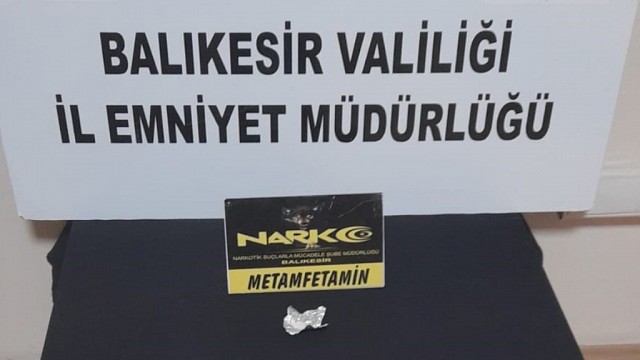 BALIKESİR VALİLİĞİ
İL EMNİYET MÜDÜRLÜĞÜ
NARKO
NARKOTİK SUÇLARLA MÜCADELE ŞUBE MÜDÜRLÜĞÜ
BALIKESİR
METAMFETAMİN